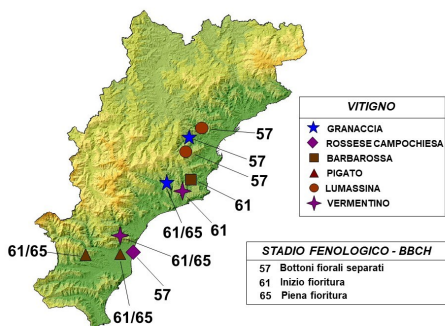 57
57
57
61
61
61/65
61/65
61/65
57
61/65
VITIGNO
GRANACCIA
ROSSESE CAMPOCHIESA
BARBAROSSA
PIGATO
LUMASSINA
VERMENTINO
STADIO FENOLOGICO - BBCH
57 Bottoni fiorali separati
61 Inizio fioritura
65 Piena fioritura